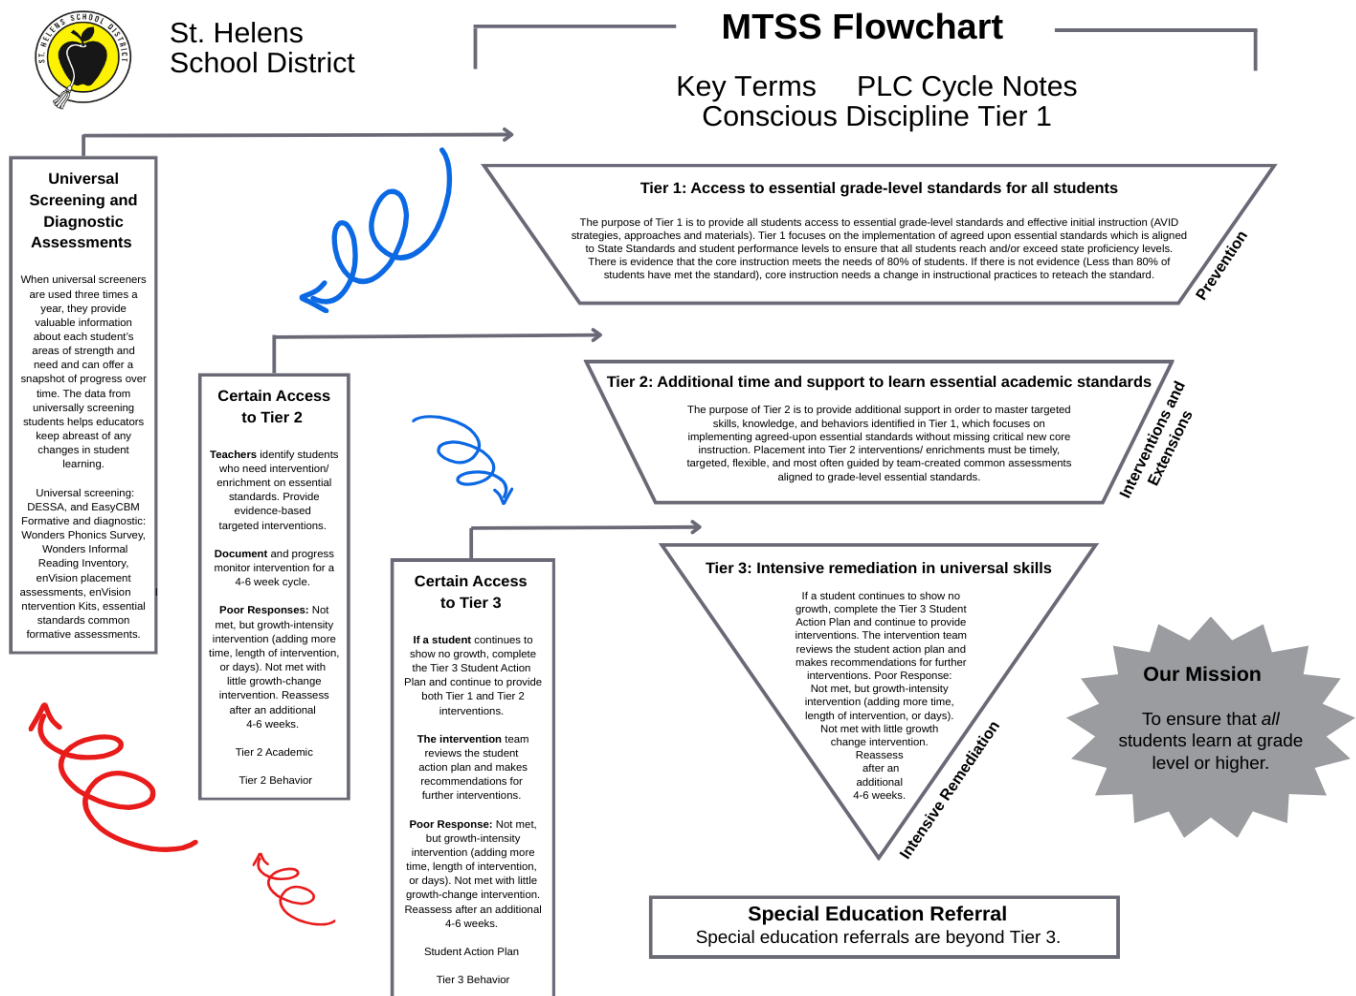 ST. HELENS SCHOOL DISTRICT
St. Helens
School District
MTSS Flowchart
Key Terms PLC Cycle Notes
Conscious Discipline Tier 1
Universal
Screening and
Diagnostic
Assessments
When universal screeners
are used three times a
year, they provide
valuable information
about each student's
areas of strength and
need and can offer a
snapshot of progress over
time. The data from
universally screening
students helps educators
keep abreast of any
changes in student
learning.
Universal screening:
DESSA, and EasyCBM
Formative and diagnostic:
Wonders Phonics Survey,
Wonders Informal
Reading Inventory,
enVision placement
assessments, enVision I
ntervention Kits, essential
standards common
formative assessments.
Tier 1: Access to essential grade-level standards for all students
The purpose of Tier 1 is to provide all students access to essential grade-level standards and effective initial instruction (AVID
strategies, approaches and materials). Tier 1 focuses on the implementation of agreed upon essential standards which is aligned
to State Standards and student performance levels to ensure that all students reach and/or exceed state proficiency levels.
There is evidence that the core instruction meets the needs of 80% of students. If there is not evidence (Less than 80% of
students have met the standard), core instruction needs a change in instructional practices to reteach the standard.
Prevention
Certain Access
to Tier 2
Teachers identify students
who need intervention/
enrichment on essential
standards. Provide
evidence-based
targeted interventions.
Document and progress
monitor intervention for a
4-6 week cycle.
Poor Responses: Not
met, but growth-intensity
intervention (adding more
time, length of intervention,
or days). Not met with
little growth-change
intervention. Reassess
after an additional
4-6 weeks.
Tier 2 Academic
Tier 2 Behavior
Tier 2: Additional time and support to learn essential academic standards
The purpose of Tier 2 is to provide additional support in order to master targeted
skills, knowledge, and behaviors identified in Tier 1, which focuses on
implementing agreed-upon essential standards without missing critical new core
instruction. Placement into Tier 2 interventions/ enrichments must be timely,
targeted, flexible, and most often guided by team-created common assessments
aligned to grade-level essential standards.
Interventions and
Extensions
Certain Access
to Tier 3
If a student continues to
show no growth, complete
the Tier 3 Student Action
Plan and continue to provide
both Tier 1 and Tier 2
interventions.
The intervention team
reviews the student
action plan and makes
recommendations for
further interventions.
Poor Response: Not met,
but growth-intensity
intervention (adding more
time, length of intervention,
or days). Not met with little
growth-change intervention.
Reassess after an additional
4-6 weeks.
Student Action Plan
Tier 3 Behavior
Tier 3: Intensive remediation in universal skills
If a student continues to show no
growth, complete the Tier 3 Student
Action Plan and continue to provide
interventions. The intervention team
reviews the student action plan and
makes recommendations for further
interventions. Poor Response:
Not met, but growth-intensity
intervention (adding more time,
length of intervention, or days).
Not met with little growth
change intervention.
Reassess
after an
additional
4-6 weeks.
Intensive Remediation
Our Mission
To ensure that all
students learn at grade
level or higher.
Special Education Referral
Special education referrals are beyond Tier 3.